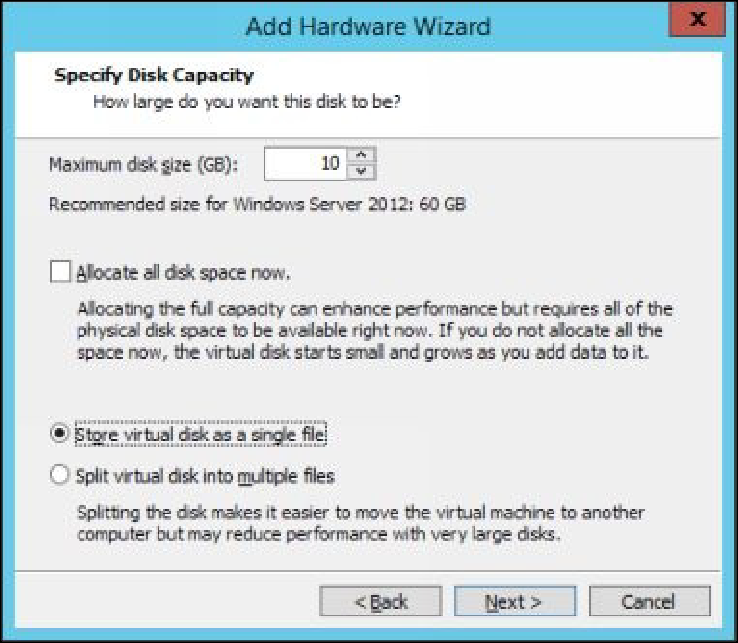 Add Hardware Wizard
X
Specify Disk Capacity
How large do you want this disk to be?
Maximum disk size (GB): 10
Recommended size for Windows Server 2012: 60 GB
Allocate all disk space now.
Allocating the full capacity can enhance performance but requires all of the
physical disk space to be available right now. If you do not allocate all the
space now, the virtual disk starts small and grows as you add data to it.
Store virtual disk as a single file
Split virtual disk into multiple files
Splitting the disk makes it easier to move the virtual machine to another
computer but may reduce performance with very large disks.
< Back Next > Cancel